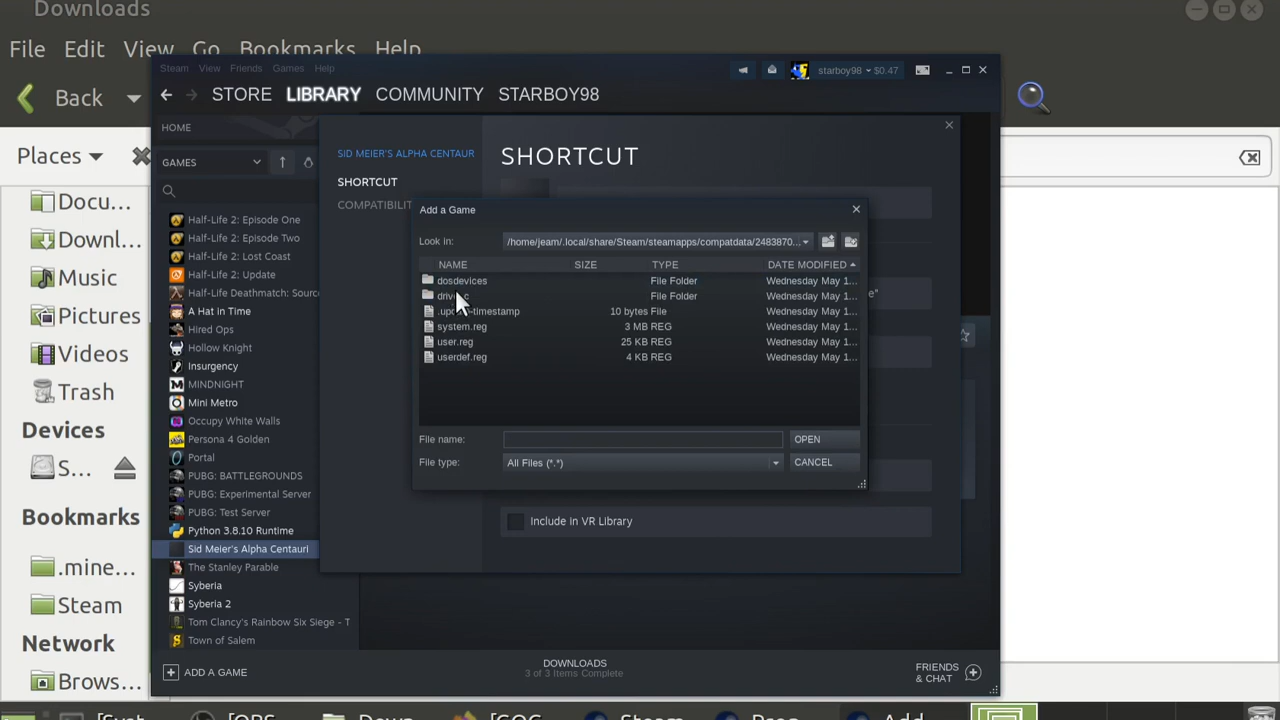 Downloads
File Edit View Go Bookmarks Help
Back
Places
Docu...
Downl...
Music
Pictures
Videos
Trash
Devices
S...
Bookmarks
.mine...
Steam
Network
Brows...
Steam View Friends Games Help
starboy98 $0.47
STORE LIBRARY COMMUNITY STARBOY98
HOME
GAMES
Half-Life 2: Episode One
Half-Life 2: Episode Two
Half-Life 2: Lost Coast
Half-Life 2: Update
Half-Life Deathmatch: Sourc
A Hat in Time
Hired Ops
Hollow Knight
Insurgency
MINDNIGHT
Mini Metro
Occupy White Walls
Persona 4 Golden
Portal
PUBG: BATTLEGROUNDS
PUBG: Experimental Server
PUBG: Test Server
Python 3.8.10 Runtime
Sid Meier's Alpha Centauri
The Stanley Parable
Syberia
Syberia 2
Tom Clancy's Rainbow Six Siege - T
Town of Salem
ADD A GAME
SID MEIER'S ALPHA CENTAUR
SHORTCUT
COMPATIBILIT
SHORTCUT
Add a Game
Look in: /home/jeam/.local/share/Steam/steamapps/compatdata/2483870...
NAME SIZE TYPE DATE MODIFIED
dosdevices File Folder Wednesday May 1...
File Folder Wednesday May 1...
10 bytes File Wednesday May 1...
system.reg 3 MB REG Wednesday May 1...
user.reg 25 KB REG Wednesday May 1...
userdef.reg 4 KB REG Wednesday May 1...
File name: OPEN
File type: All Files (*.*) CANCEL
Include In VR Library
DOWNLOADS
3 of 3 Items Complete
FRIENDS
& CHAT